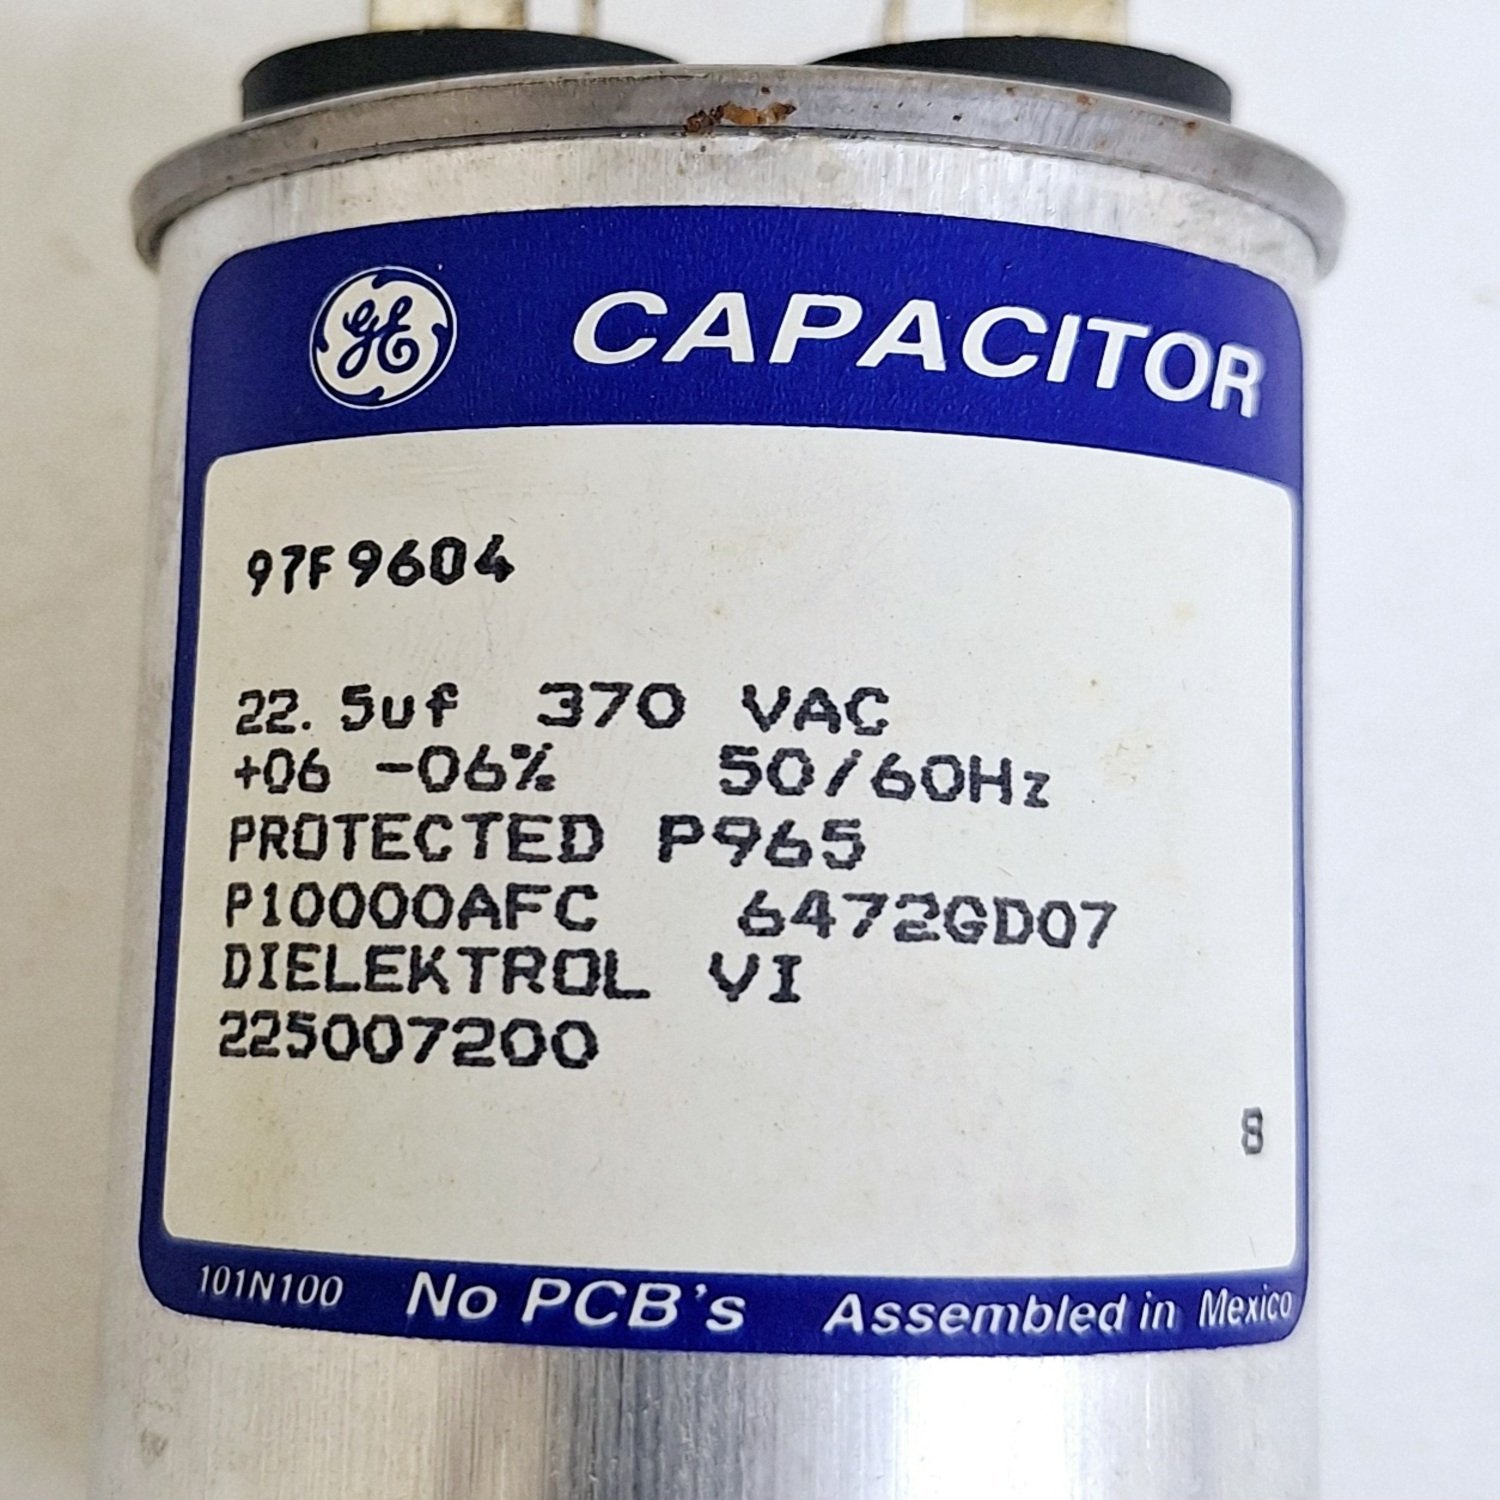 GE CAPACITOR
97F9604
22.5uf 370 VAC
+06 -06% 50/60Hz
PROTECTED P965
P10000AFC 6472GD07
DIELEKTROL VI
225007200
8
101N100 No PCB's Assembled in Mexico